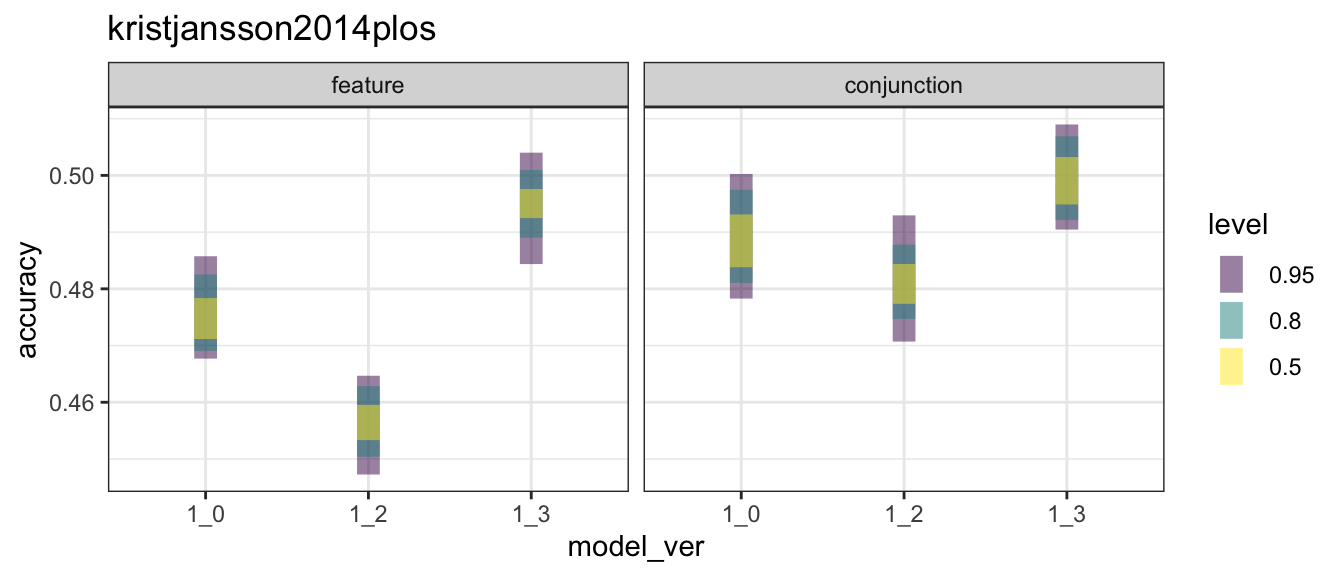 kristjansson2014plos
feature
conjunction
accuracy
0.50
0.48
0.46
1_0
1_2
1_3
1_0
1_2
1_3
model_ver
level
0.95
0.8
0.5